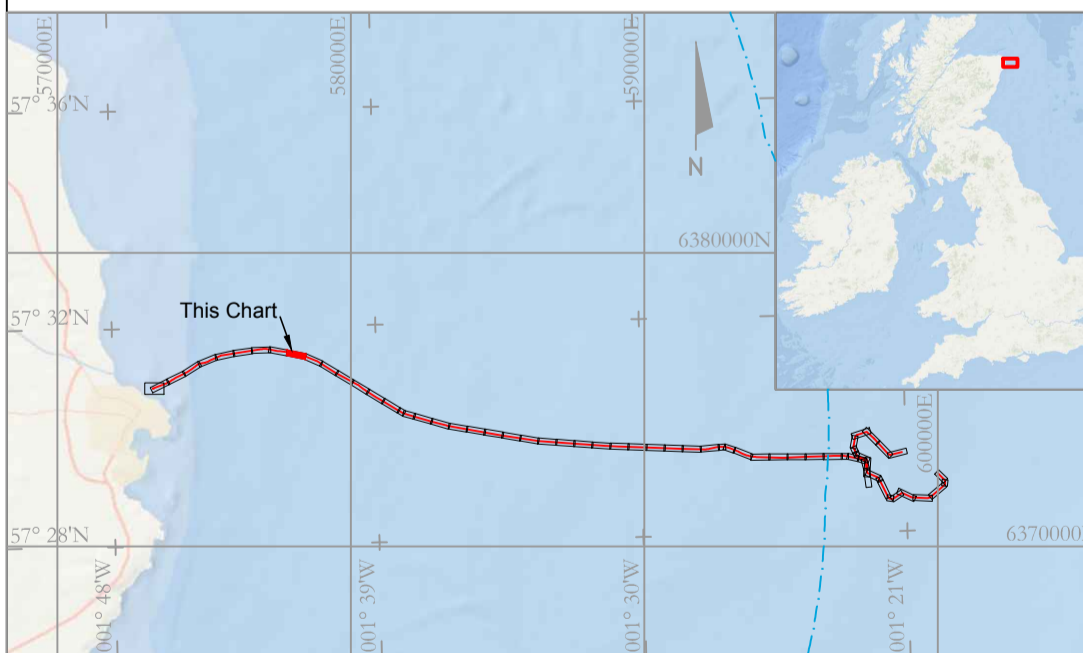 570000E
580000E
590000E
57° 36'N
N
6380000N
This Chart
57° 32'N
600000E
57° 28'N
6370000
001° 48'W
001° 39'W
001° 30'W
001° 21'W